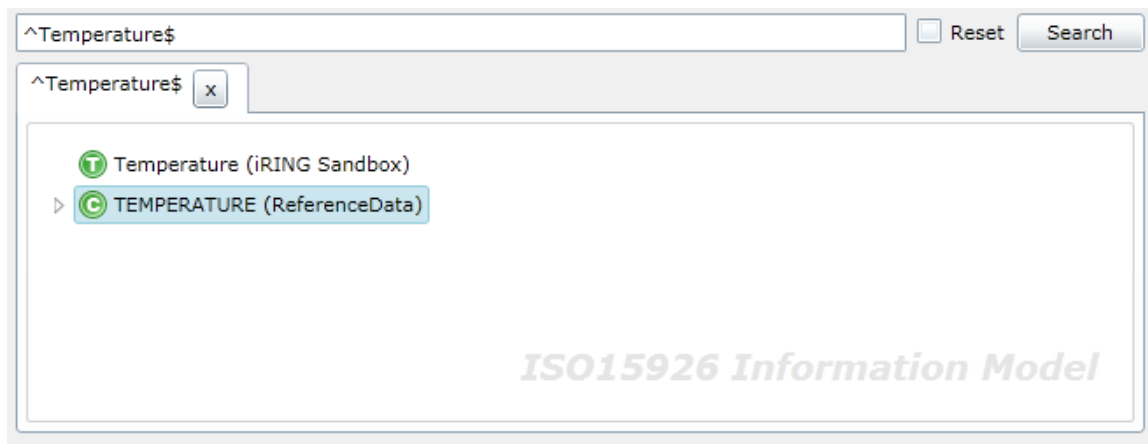 ^Temperature$ Reset Search
^Temperature$ x
T Temperature (iRING Sandbox)
C TEMPERATURE (ReferenceData)
ISO15926 Information Model